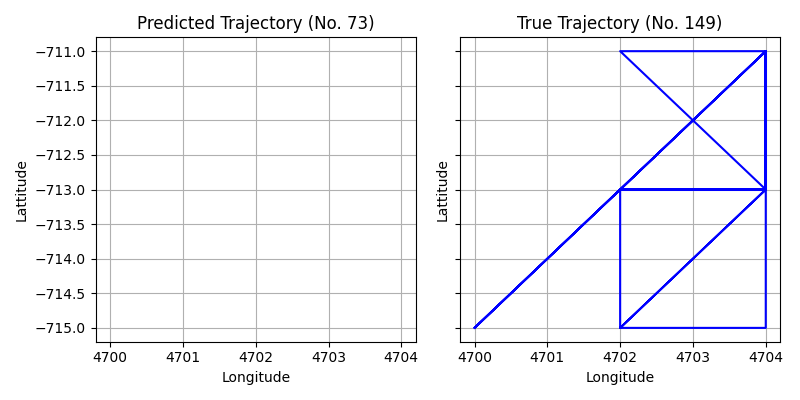 Predicted Trajectory (No. 73)
Lattitude
−711.0
−711.5
−712.0
−712.5
−713.0
−713.5
−714.0
−714.5
−715.0
4700 4701 4702 4703 4704
Longitude
True Trajectory (No. 149)
Lattitude
4700 4701 4702 4703 4704
Longitude